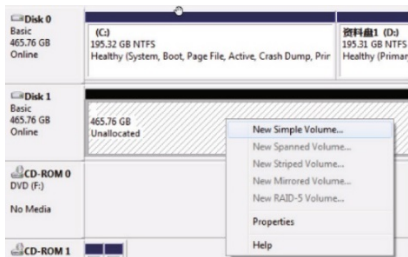 Disk 0
Basic
465.76 GB
Online
(C:)
195.32 GB NTFS
Healthy (System, Boot, Page File, Active, Crash Dump, Prir
资料盘1 (D:)
195.31 GB NTFS
Healthy (Primar
Disk 1
Basic
465.76 GB
Online
465.76 GB
Unallocated
New Simple Volume...
New Spanned Volume...
New Striped Volume...
New Mirrored Volume...
New RAID-5 Volume...
Properties
Help
CD-ROM 0
DVD (F:)
No Media
CD-ROM 1